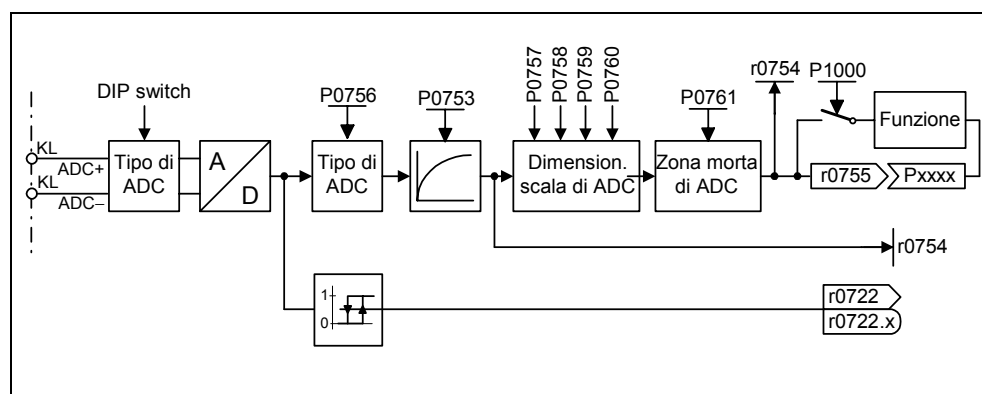 DIP switch
P0756
P0753
P0757
P0758
P0759
P0760
P0761
r0754
P1000
KL
ADC+
KL
ADC−
Tipo di
ADC
A
D
Tipo di
ADC
Dimension.
scala di ADC
Zona morta
di ADC
Funzione
r0755
Pxxxx
r0754
1
0
r0722
r0722.x